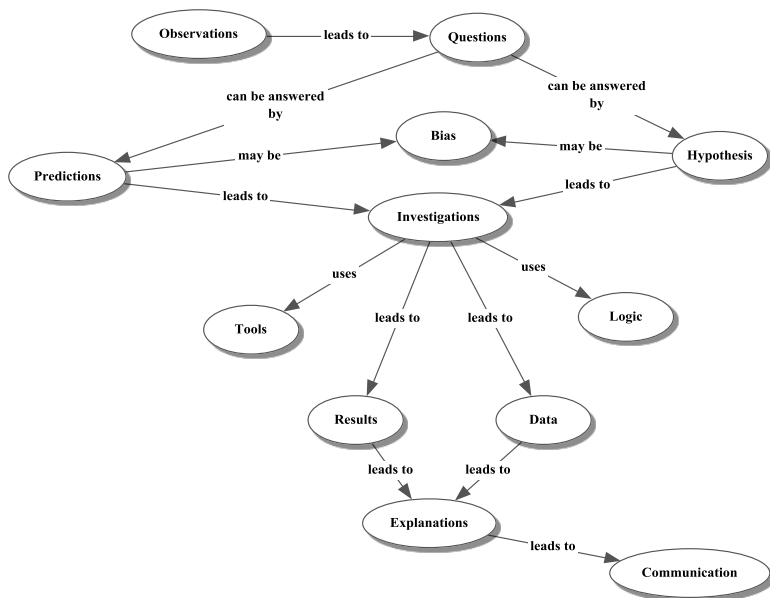 Observations
leads to
Questions
can be answered
by
can be answered
by
Bias
may be
may be
Predictions
Hypothesis
leads to
leads to
Investigations
uses
uses
Tools
leads to
leads to
Logic
Results
Data
leads to
leads to
Explanations
leads to
Communication